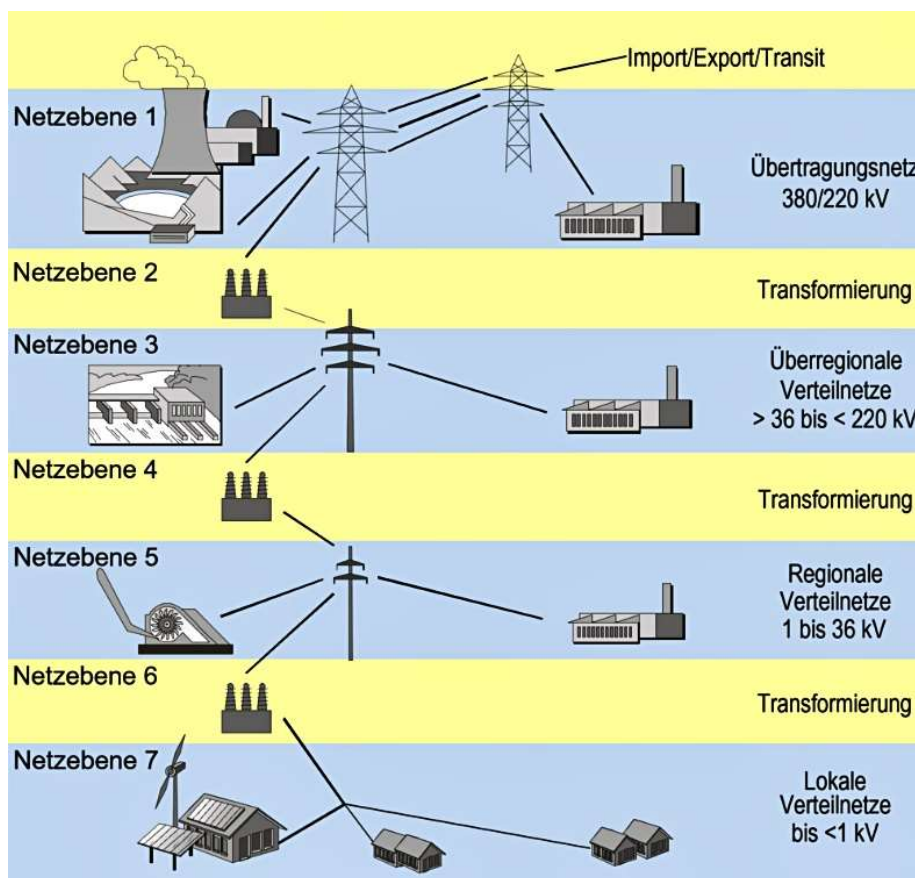 Import/Export/Transit
Netzebene 1
Übertragungsnetz
380/220 kV
Netzebene 2
Transformierung
Netzebene 3
Überregionale
Verteilnetze
> 36 bis < 220 kV
Netzebene 4
Transformierung
Netzebene 5
Regionale
Verteilnetze
1 bis 36 kV
Netzebene 6
Transformierung
Netzebene 7
Lokale
Verteilnetze
bis <1 kV